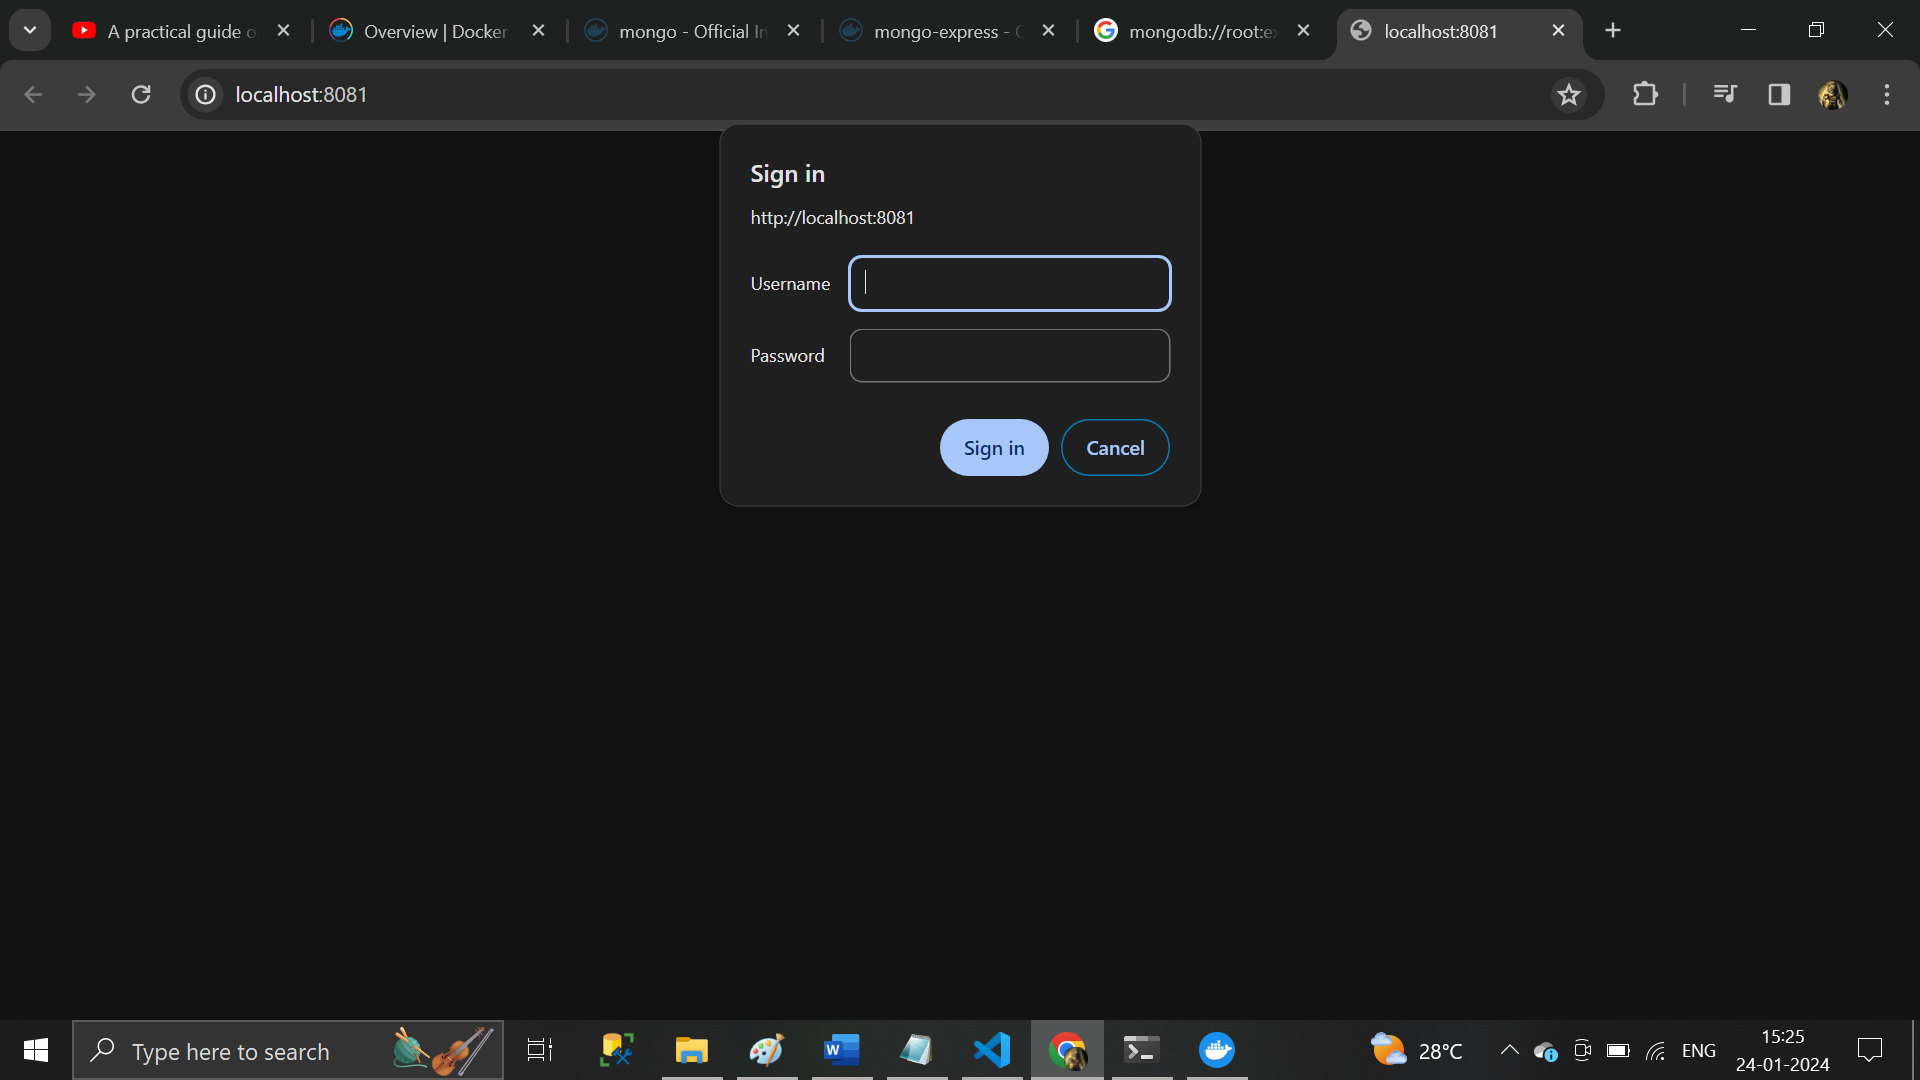 A practical guide o
Overview | Docker
mongo - Official In
mongo-express - O
mongodb://root:ex
localhost:8081
localhost:8081
Sign in
http://localhost:8081
Username
Password
Sign in
Cancel
Type here to search
28°C
ENG
15:25
24-01-2024